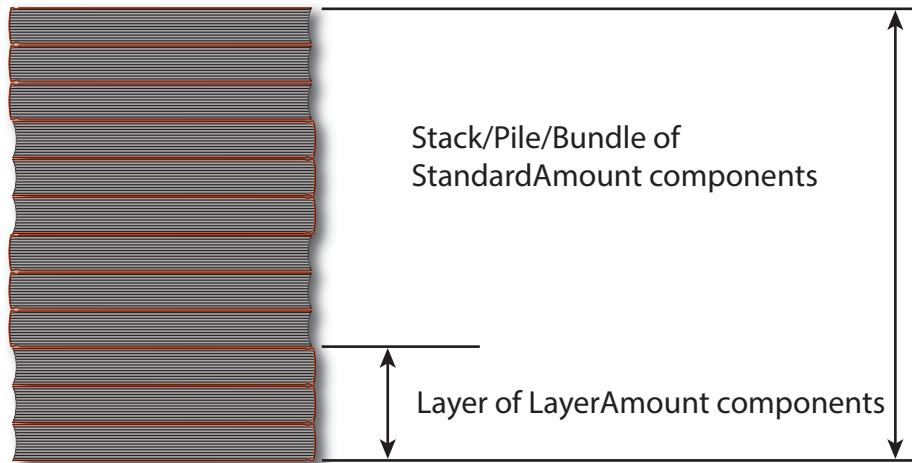 Stack/Pile/Bundle of
StandardAmount components
Layer of LayerAmount components